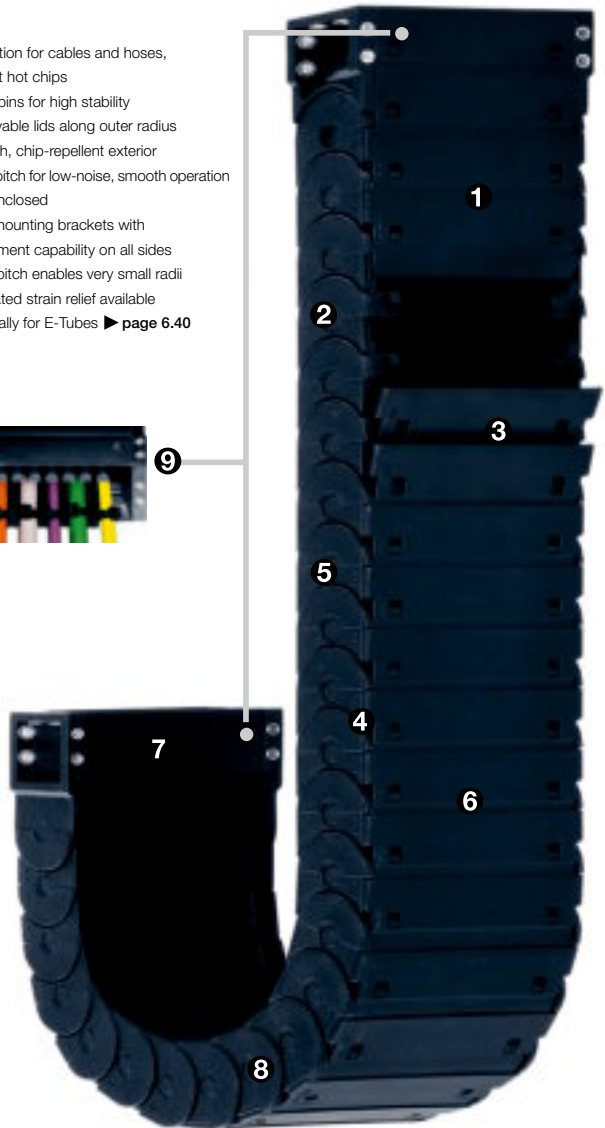 tion for cables and hoses,
t hot chips
pins for high stability
vable lids along outer radius
h, chip-repellent exterior
pitch for low-noise, smooth operation
nclosed
mounting brackets with
ment capability on all sides
pitch enables very small radii
ated strain relief available
ally for E-Tubes ▶ page 6.40
1
2
3
9
5
4
7
6
8